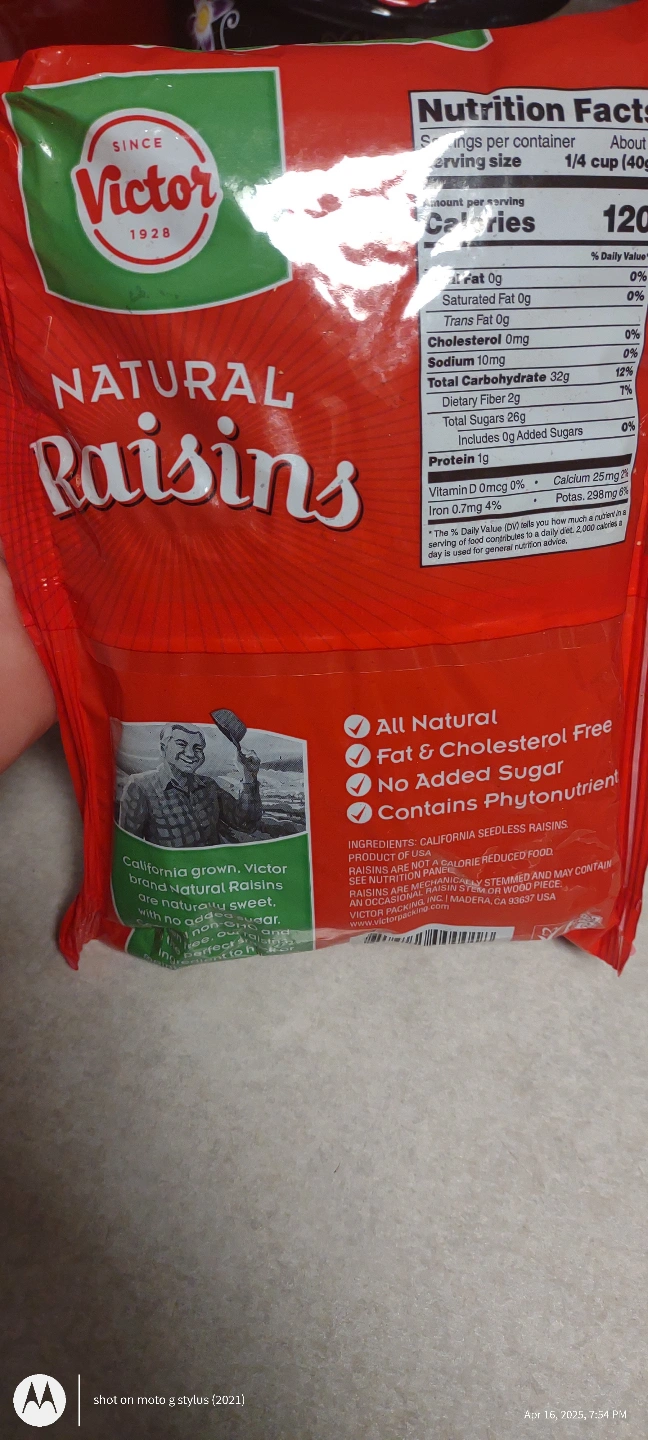 SINCE
Victor
1928
NATURAL
Raisins
Nutrition Facts
Servings per container About
serving size 1/4 cup (40g
Amount per serving
Calories 120
% Daily Value*
Total Fat 0g 0%
Saturated Fat 0g 0%
Trans Fat 0g
Cholesterol 0mg 0%
Sodium 10mg 0%
Total Carbohydrate 32g 12%
Dietary Fiber 2g 7%
Total Sugars 26g
Includes 0g Added Sugars 0%
Protein 1g
Vitamin D 0mcg 0% • Calcium 25mg 2%
Iron 0.7mg 4% • Potas. 298mg 6%
* The % Daily Value (DV) tells you how much a nutrient in a
serving of food contributes to a daily diet. 2,000 calories a
day is used for general nutrition advice.
All Natural
Fat & Cholesterol Free
No Added Sugar
Contains Phytonutrient
INGREDIENTS: CALIFORNIA SEEDLESS RAISINS.
PRODUCT OF USA
RAISINS ARE NOT A CALORIE REDUCED FOOD.
SEE NUTRITION PANEL.
RAISINS ARE MECHANICALLY STEMMED AND MAY CONTAIN
AN OCCASIONAL RAISIN STEM OR WOOD PIECE.
VICTOR PACKING, INC. | MADERA, CA 93637 USA
www.victorpacking.com
California grown, Victor
brand Natural Raisins
are naturally sweet,
with no added sugar.
non-GMO and
free, our
perfect
to
shot on moto g stylus (2021)
Apr 16, 2025, 7:54 PM